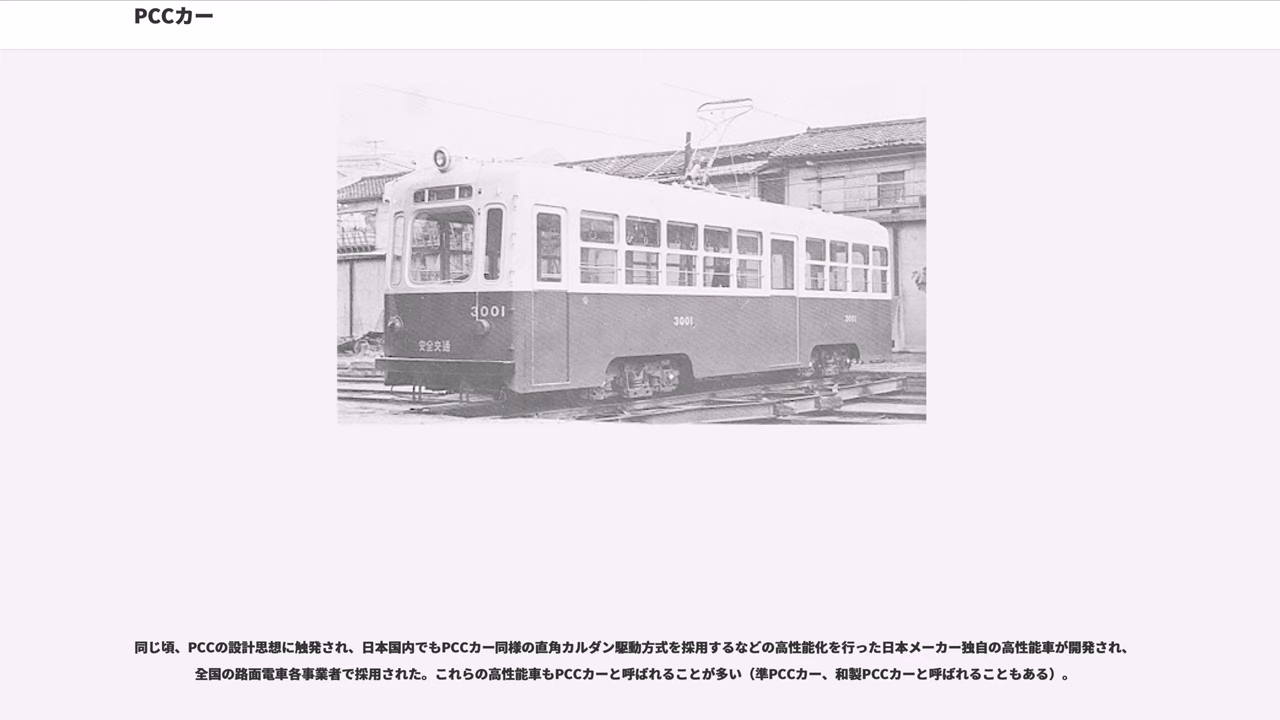 PCCカー
3001
3001
3001
安全交通
同じ頃、PCCの設計思想に触発され、日本国内でもPCCカー同様の直角カルダン駆動方式を採用するなどの高性能化を行った日本メーカー独自の高性能車が開発され、
全国の路面電車各事業者で採用された。これらの高性能車もPCCカーと呼ばれることが多い（準PCCカー、和製PCCカーと呼ばれることもある）。